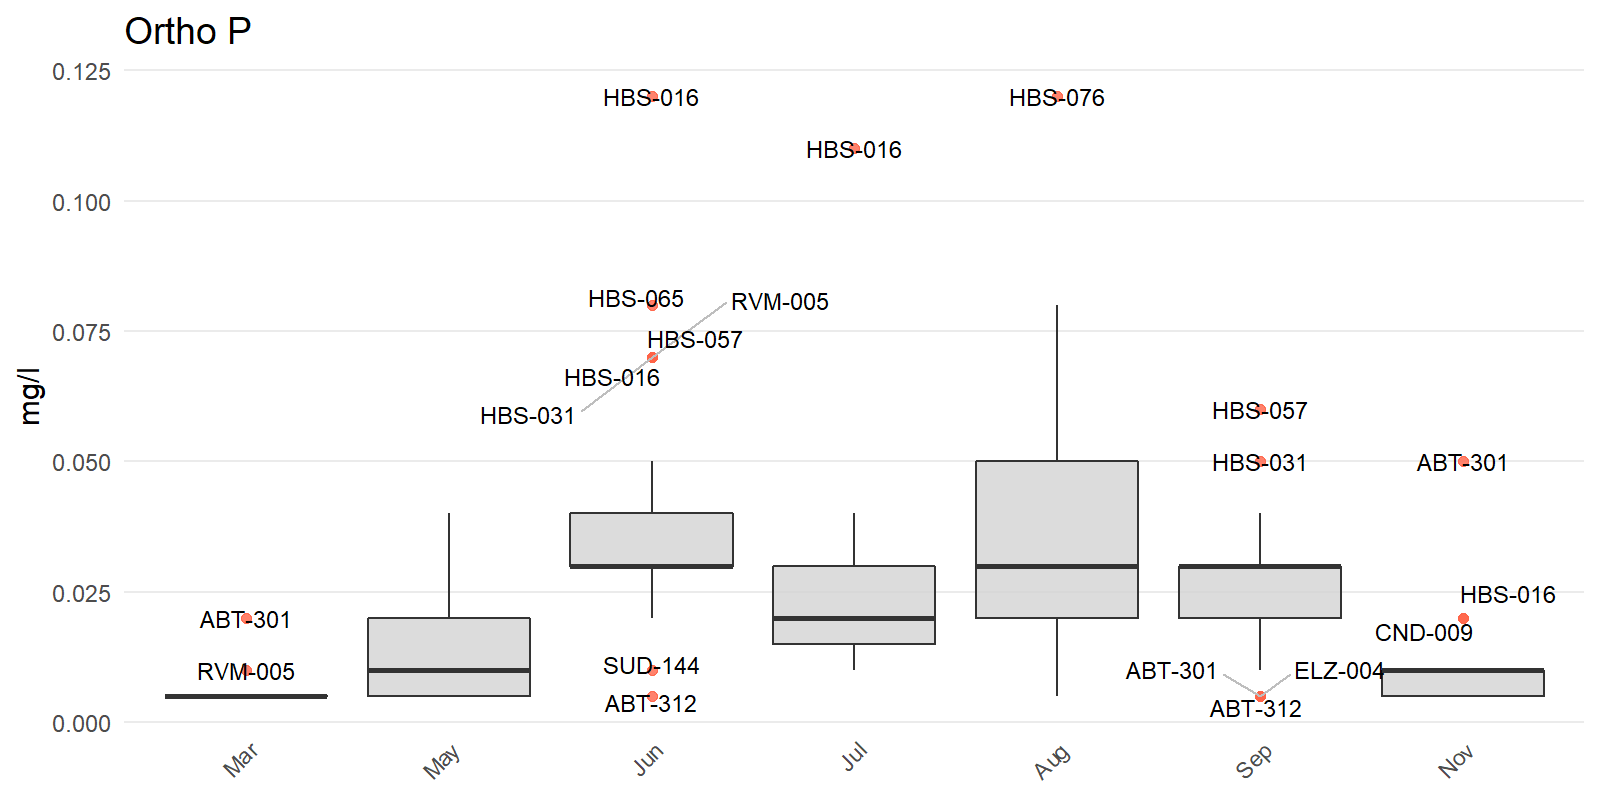 Ortho P
0.125
HBS-016
HBS-076
HBS-016
0.100
HBS-065
RVM-005
0.075
HBS-057
HBS-016
mg/l
HBS-031
HBS-057
0.050
HBS-031
ABT-301
0.025
HBS-016
ABT-301
CND-009
RVM-005
SUD-144
ABT-301
ELZ-004
ABT-312
ABT-312
0.000
Mar
May
Jun
Jul
Aug
Sep
Nov